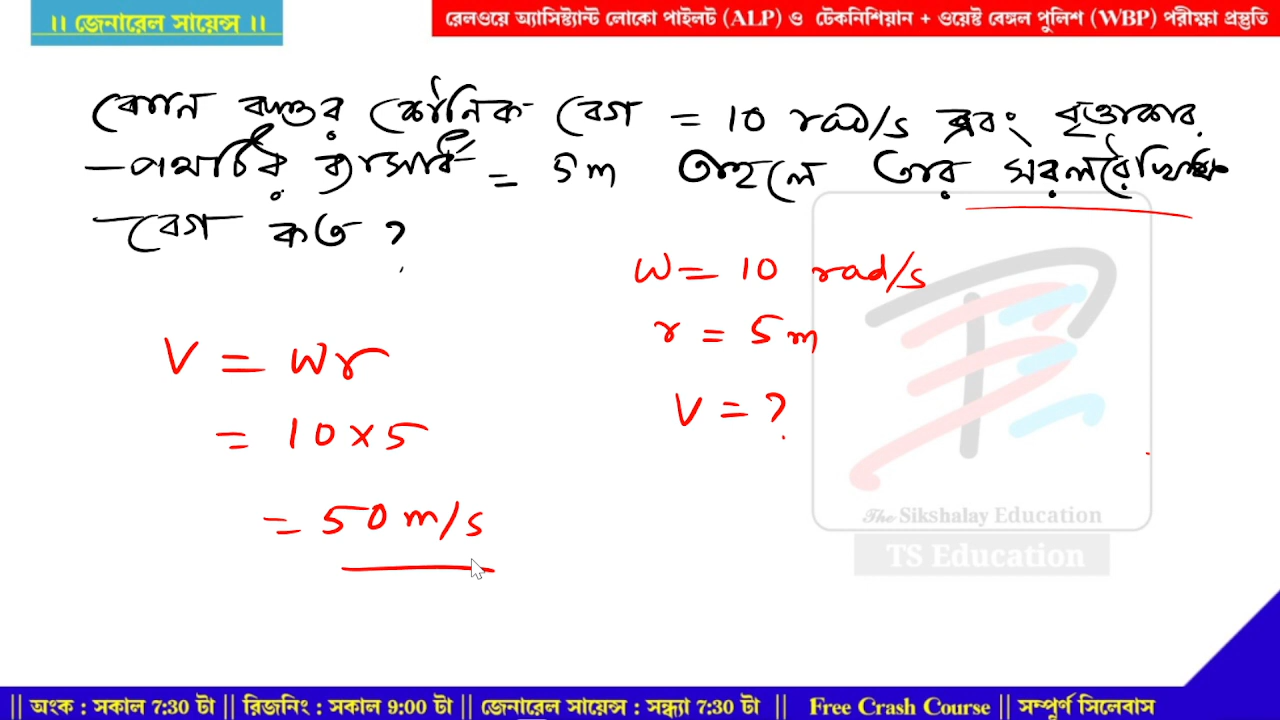 ।। জেনারেল সায়েন্স ।।
রেলওয়ে অ্যাসিস্ট্যান্ট লোকো পাইলট (ALP) ও টেকনিশিয়ান + ওয়েস্ট বেঙ্গল পুলিশ (WBP) পরীক্ষা প্রস্তুতি
কোন বস্তুর কৌনিক বেগ = 10 rad/s এবং বৃত্তাকার
পথটির ব্যাসার্ধ = 5m তাহলে তার সরলরৈখিক
বেগ কত ?
W = 10 rad/s
r = 5 m
V = ?
V = Wr
= 10 × 5
= 50 m/s
The Sikshalay Education
TS Education
|| অংক : সকাল 7:30 টা || রিজনিং : সকাল 9:00 টা || জেনারেল সায়েন্স : সন্ধ্যা 7:30 টা || Free Crash Course || সম্পূর্ণ সিলেবাস